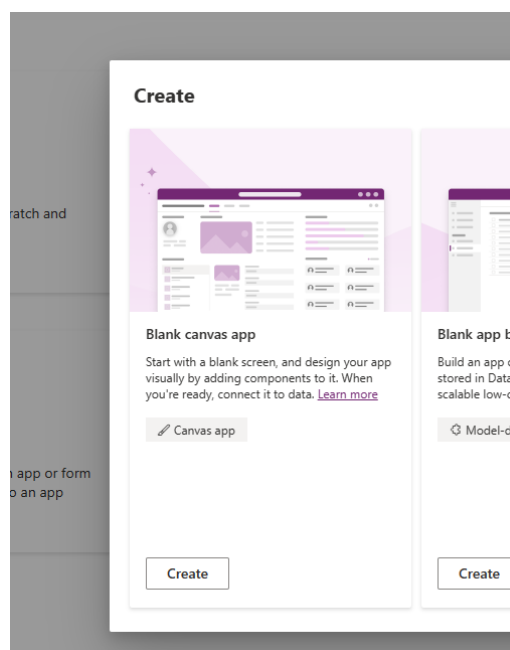 Create
ratch and
Blank canvas app
Start with a blank screen, and design your app
visually by adding components to it. When
you're ready, connect it to data. Learn more
Canvas app
Create
Blank app b
Build an app
stored in Data
scalable low-c
Model-d
Create
app or form
o an app